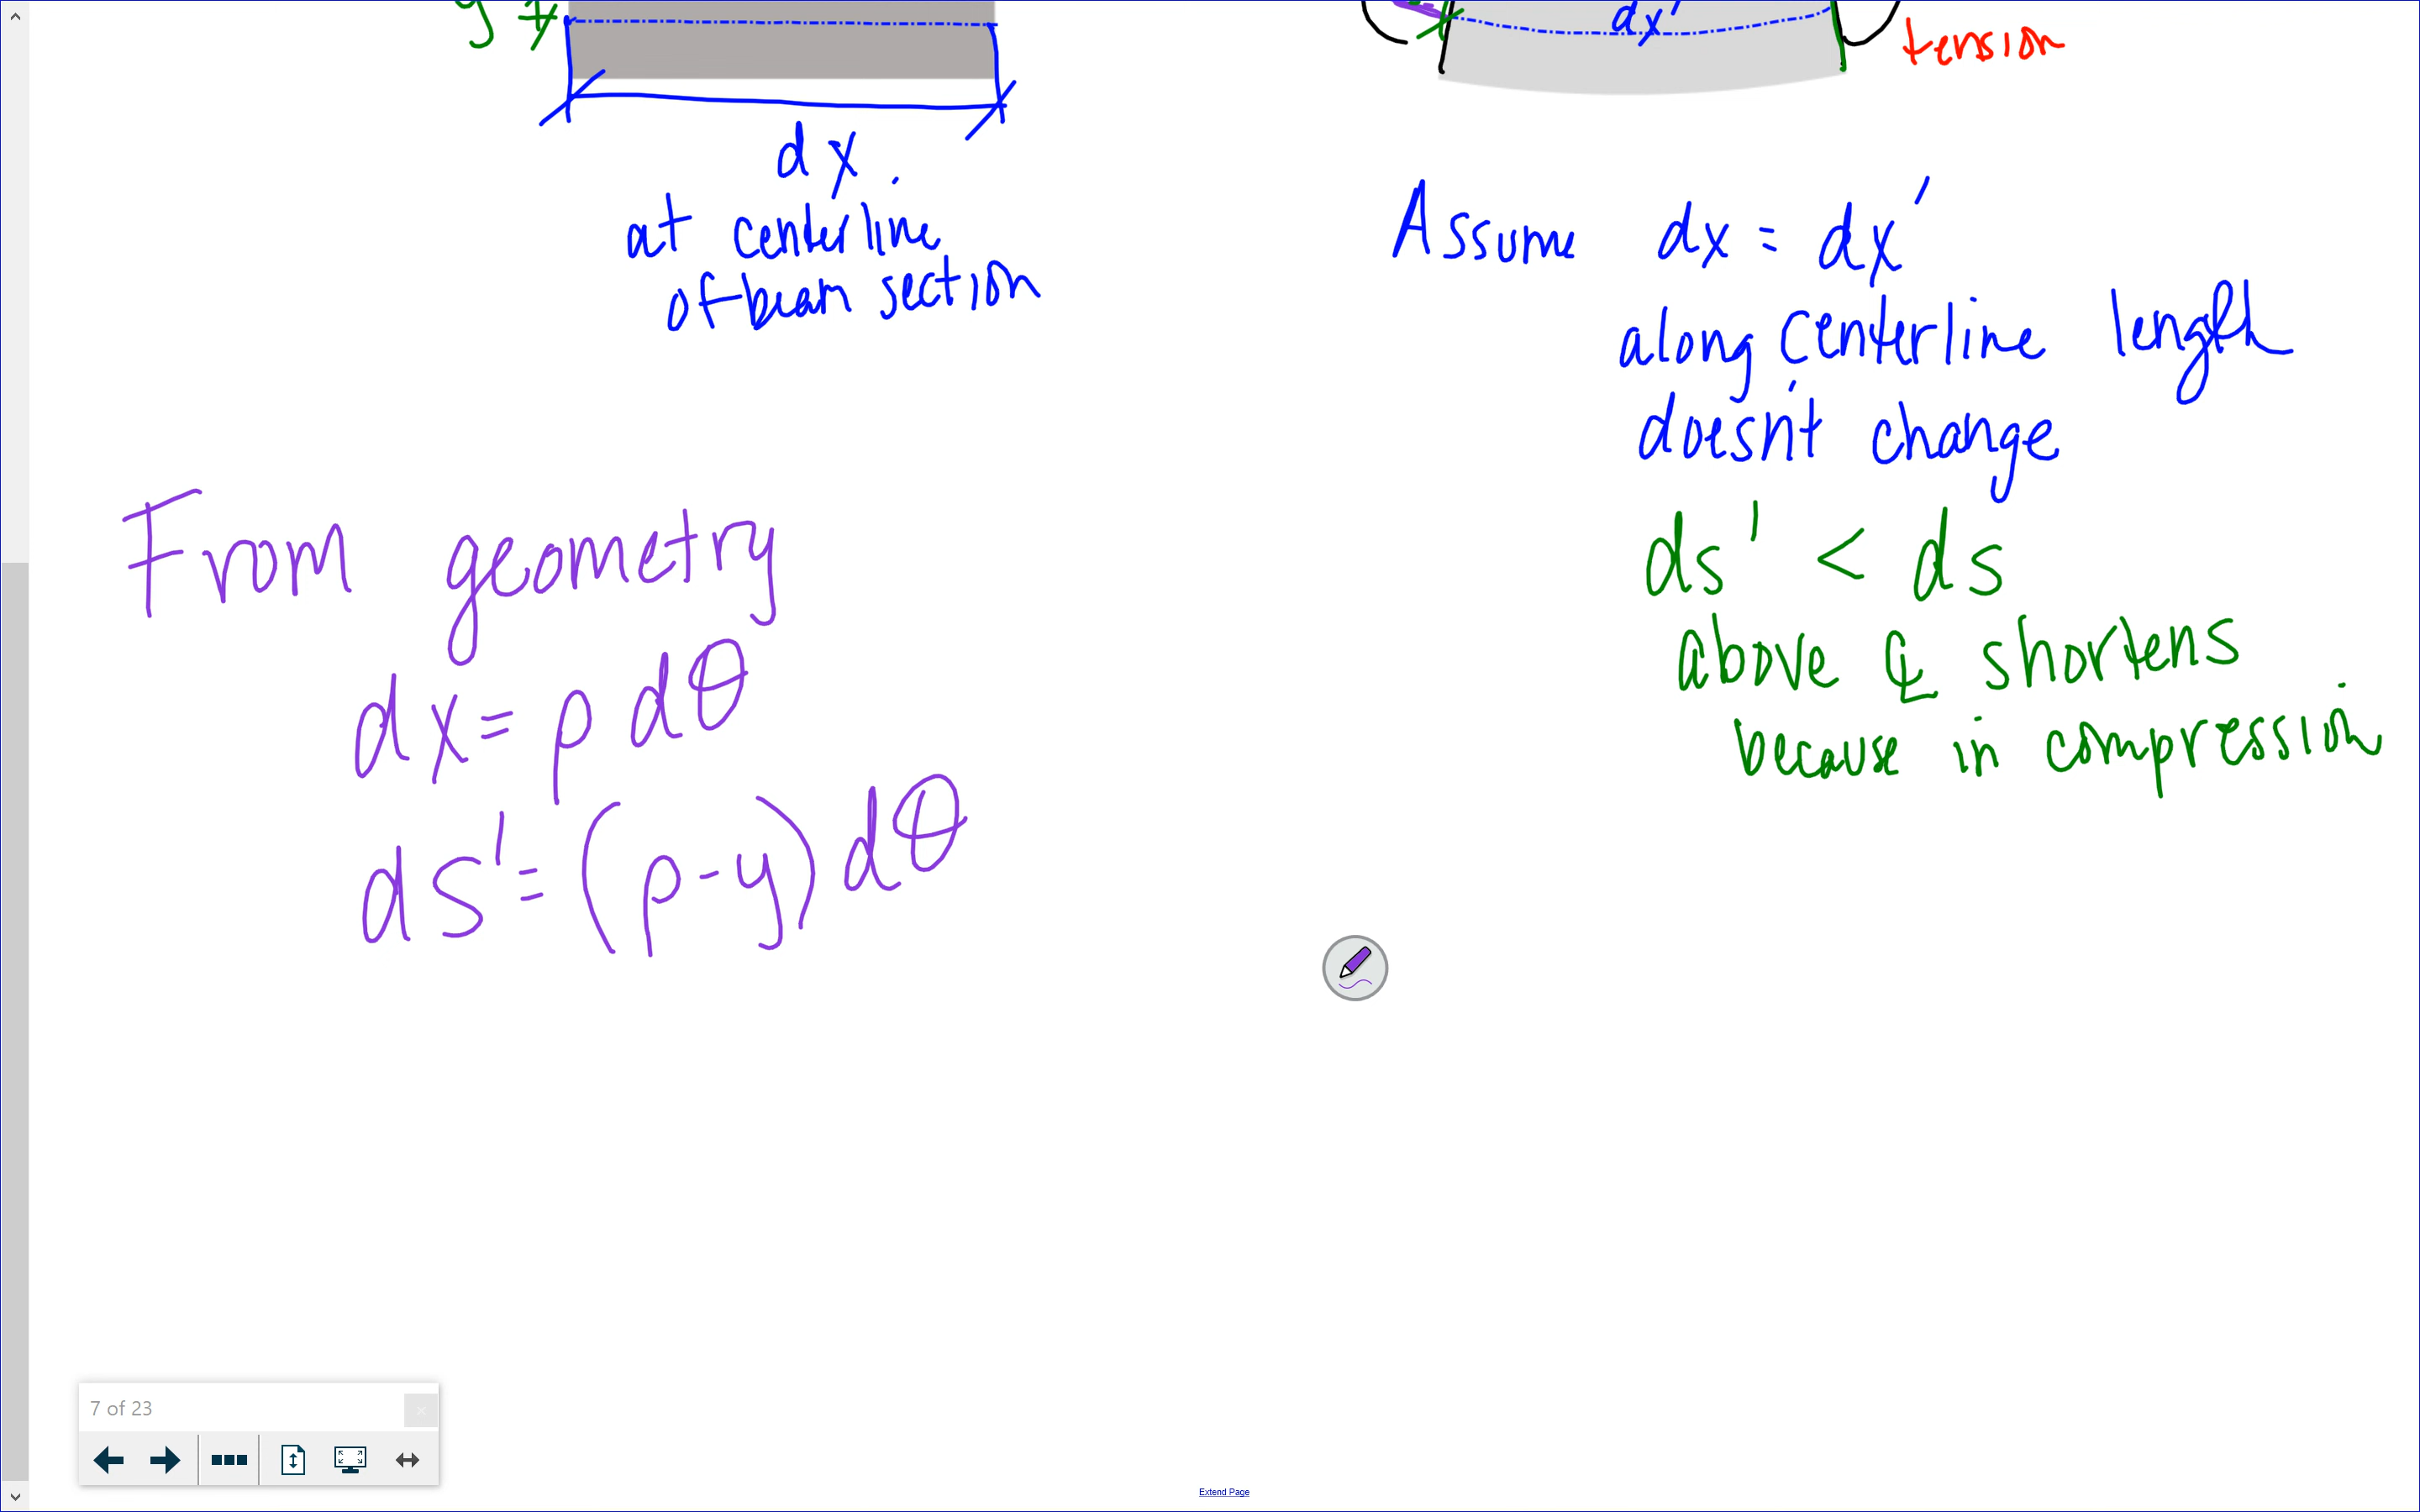 y
dx'
tension
dx
at centerline
of beam section
Assume dx = dx'
along centerline length
doesn't change
ds' < ds
above ℄ shortens
because in compression
From geometry
dx = ρ dθ
ds' = (ρ - y) dθ
7 of 23
Extend Page